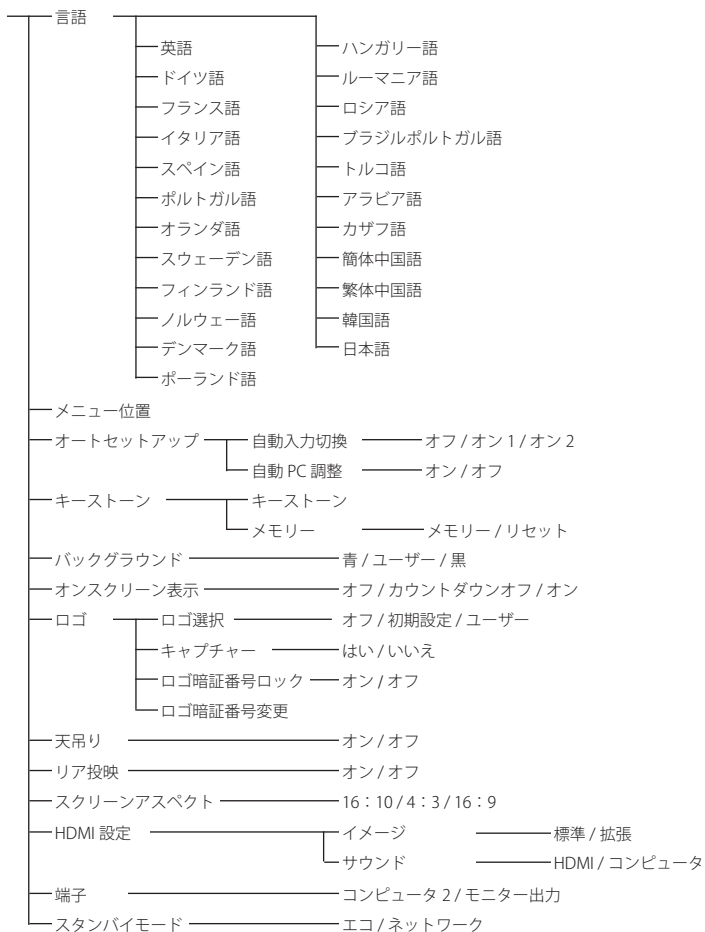 言語
英語 ハンガリー語
ドイツ語 ルーマニア語
フランス語 ロシア語
イタリア語 ブラジルポルトガル語
スペイン語 トルコ語
ポルトガル語 アラビア語
オランダ語 カザフ語
スウェーデン語 簡体中国語
フィンランド語 繁体中国語
ノルウェー語 韓国語
デンマーク語 日本語
ポーランド語
メニュー位置
オートセットアップ 自動入力切換 オフ / オン 1 / オン 2
自動 PC 調整 オン / オフ
キーストーン キーストーン
メモリー メモリー / リセット
バックグラウンド 青 / ユーザー / 黒
オンスクリーン表示 オフ / カウントダウンオフ / オン
ロゴ ロゴ選択 オフ / 初期設定 / ユーザー
キャプチャー はい / いいえ
ロゴ暗証番号ロック オン / オフ
ロゴ暗証番号変更
天吊り オン / オフ
リア投映 オン / オフ
スクリーンアスペクト 16：10 / 4：3 / 16：9
HDMI 設定 イメージ 標準 / 拡張
サウンド HDMI / コンピュータ
端子 コンピュータ 2 / モニター出力
スタンバイモード エコ / ネットワーク